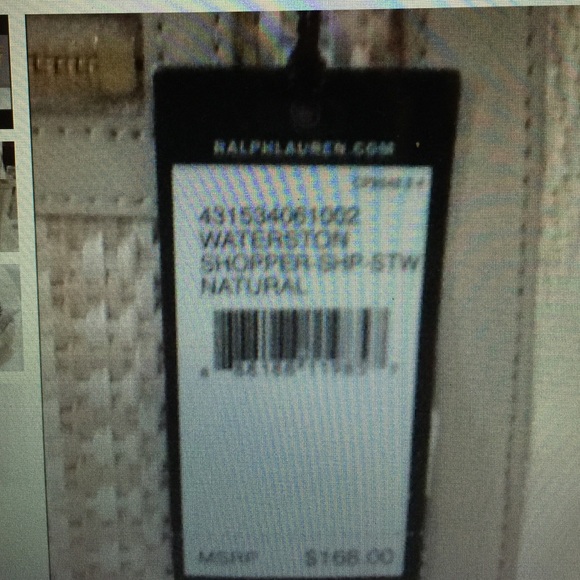 RALPHLAUREN.COM
431534061002
WATERSTON
SHOPPER-SHP-STW
NATURAL
MSRP $168.00